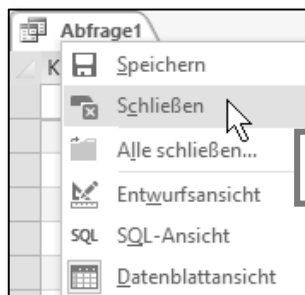 Abfrage1
K
Speichern
Schließen
Alle schließen...
Entwurfsansicht
SQL SQL-Ansicht
Datenblattansicht